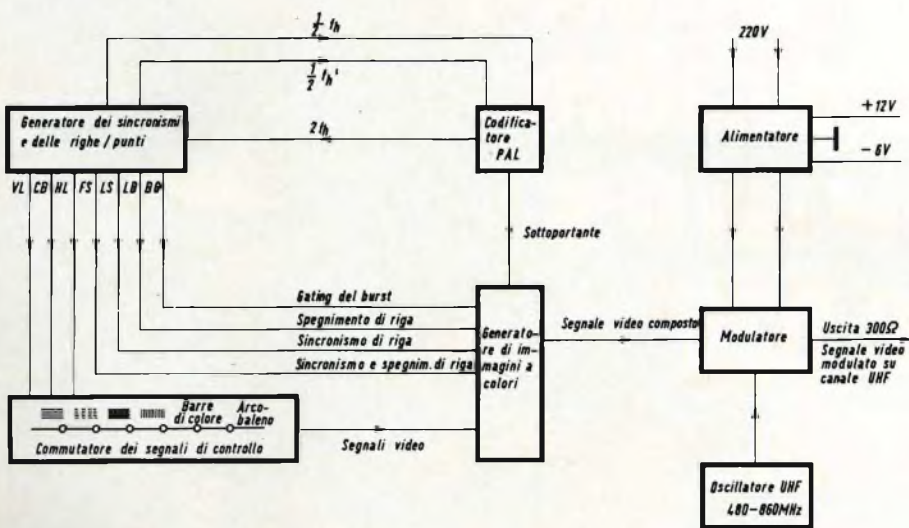 ½ fh
½ fh'
220V
Generatore dei sincronismi
e delle righe / punti
2fh
Codifica-
tore
PAL
Alimentatore
+12V
-6V
VL CB HL FS LS LB BG
Sottoportante
Gating del burst
Spegnimento di riga
Sincronismo di riga
Sincronismo e spegnim. di riga
Generato-
re di im-
magini a
colori
Segnale video composto
Modulatore
Uscita 300Ω
Segnale video
modulato su
canale UHF
Barre
di colore
Arco-
baleno
Commutatore dei segnali di controllo
Segnali video
Oscillatore UHF
480-860MHz